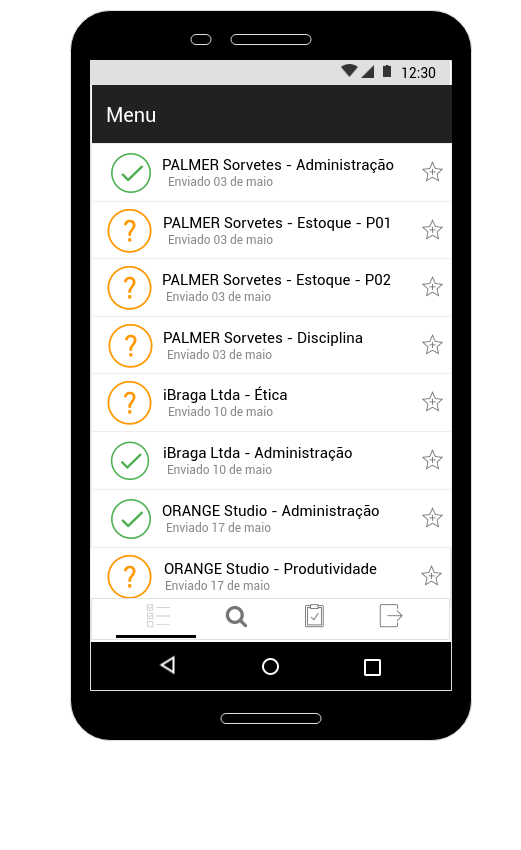 12:30
Menu
PALMER Sorvetes - Administração
Enviado 03 de maio
PALMER Sorvetes - Estoque - P01
Enviado 03 de maio
PALMER Sorvetes - Estoque - P02
Enviado 03 de maio
PALMER Sorvetes - Disciplina
Enviado 03 de maio
iBraga Ltda - Ética
Enviado 10 de maio
iBraga Ltda - Administração
Enviado 10 de maio
ORANGE Studio - Administração
Enviado 17 de maio
ORANGE Studio - Produtividade
Enviado 17 de maio